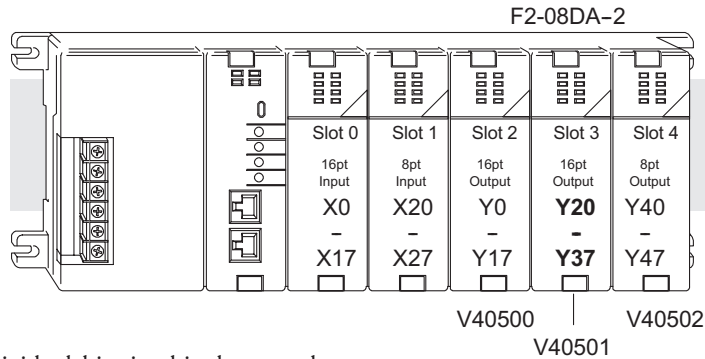 F2-08DA-2
Slot 0 Slot 1 Slot 2 Slot 3 Slot 4
16pt 8pt 16pt 16pt 8pt
Input Input Output Output Output
X0 X20 Y0 Y20 Y40
– – – - –
X17 X27 Y17 Y37 Y47
V40500 V40502
V40501